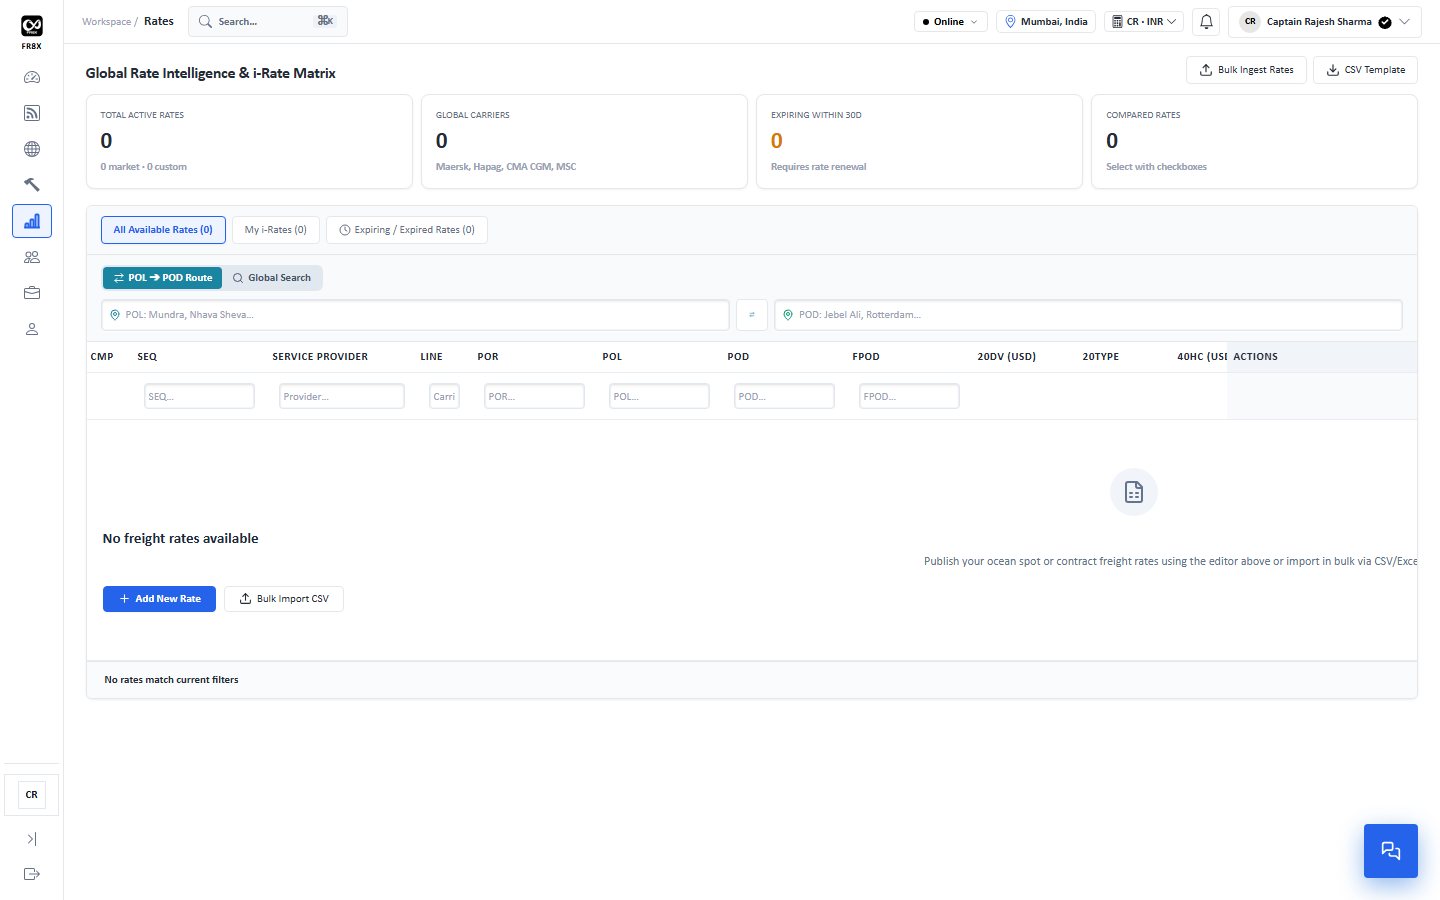 FR8X
FR8X
Workspace / Rates
Search...
⌘K
Online
Mumbai, India
CR · INR
CR
Captain Rajesh Sharma
Global Rate Intelligence & i-Rate Matrix
Bulk Ingest Rates
CSV Template
TOTAL ACTIVE RATES
0
0 market · 0 custom
GLOBAL CARRIERS
0
Maersk, Hapag, CMA CGM, MSC
EXPIRING WITHIN 30D
0
Requires rate renewal
COMPARED RATES
0
Select with checkboxes
All Available Rates (0)
My i-Rates (0)
Expiring / Expired Rates (0)
⇄ POL ➔ POD Route
Global Search
POL: Mundra, Nhava Sheva...
⇄
POD: Jebel Ali, Rotterdam...
CMP SEQ SERVICE PROVIDER LINE POR POL POD FPOD 20DV (USD) 20TYPE 40HC (USD ACTIONS
SEQ... Provider... Carri POR... POL... POD... FPOD...
No freight rates available
Publish your ocean spot or contract freight rates using the editor above or import in bulk via CSV/Exce
Add New Rate
Bulk Import CSV
No rates match current filters
CR